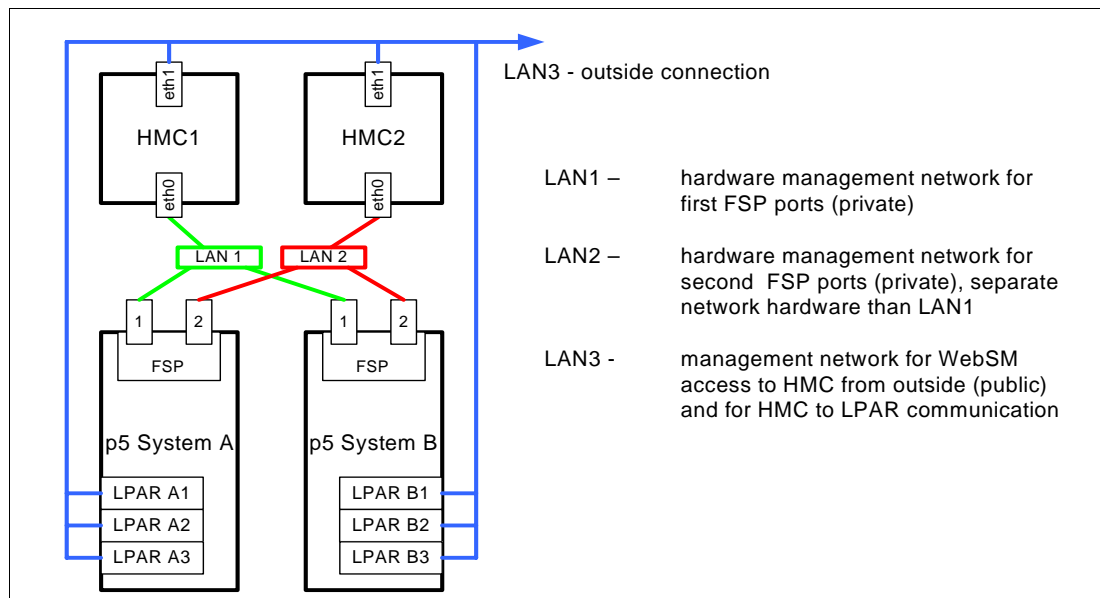 LAN3 - outside connection
eth1
eth1
HMC1
HMC2
eth0
eth0
LAN 1
LAN 2
1
2
1
2
FSP
FSP
p5 System A
p5 System B
LPAR A1
LPAR A2
LPAR A3
LPAR B1
LPAR B2
LPAR B3
LAN1 – hardware management network for
first FSP ports (private)
LAN2 – hardware management network for
second FSP ports (private), separate
network hardware than LAN1
LAN3 - management network for WebSM
access to HMC from outside (public)
and for HMC to LPAR communication